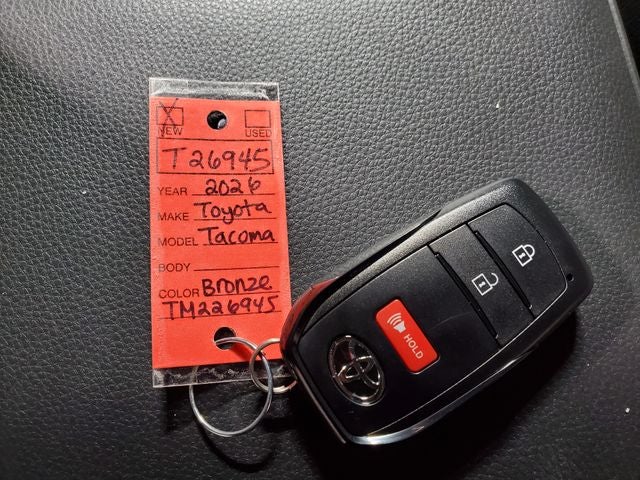 NEW USED
T26945
YEAR 2026
MAKE Toyota
MODEL Tacoma
BODY
COLOR Bronze
TM226945
HOLD